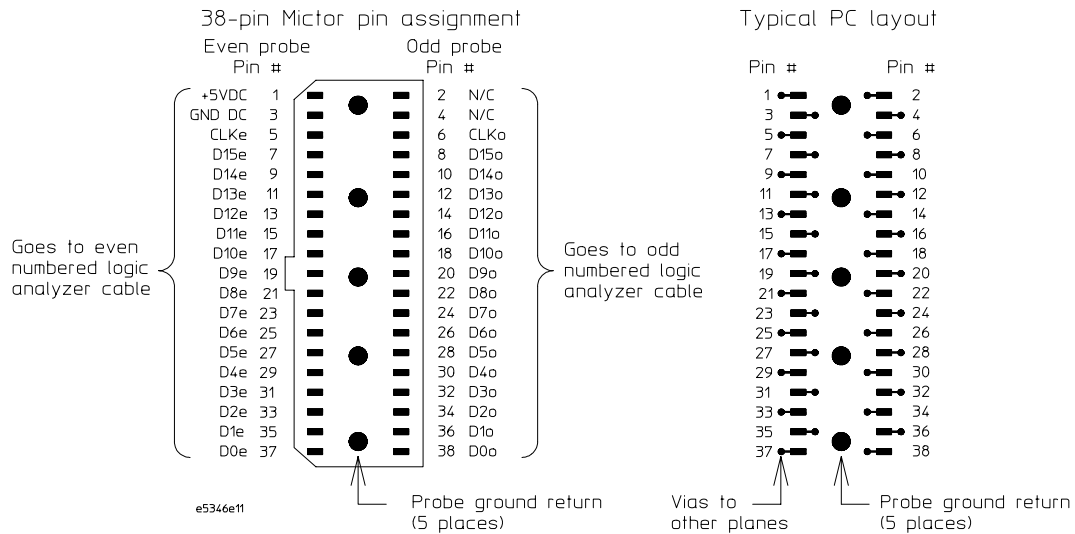 38-pin Mictor pin assignment
Even probe Odd probe
Pin # Pin #
+5VDC 1 2 N/C
GND DC 3 4 N/C
CLKe 5 6 CLKo
D15e 7 8 D15o
D14e 9 10 D14o
D13e 11 12 D13o
D12e 13 14 D12o
D11e 15 16 D11o
D10e 17 18 D10o
D9e 19 20 D9o
D8e 21 22 D8o
D7e 23 24 D7o
D6e 25 26 D6o
D5e 27 28 D5o
D4e 29 30 D4o
D3e 31 32 D3o
D2e 33 34 D2o
D1e 35 36 D1o
D0e 37 38 D0o
Goes to even
numbered logic
analyzer cable
Goes to odd
numbered logic
analyzer cable
Probe ground return
(5 places)
e5346e11
Typical PC layout
Pin # Pin #
1 2
3 4
5 6
7 8
9 10
11 12
13 14
15 16
17 18
19 20
21 22
23 24
25 26
27 28
29 30
31 32
33 34
35 36
37 38
Vias to
other planes
Probe ground return
(5 places)